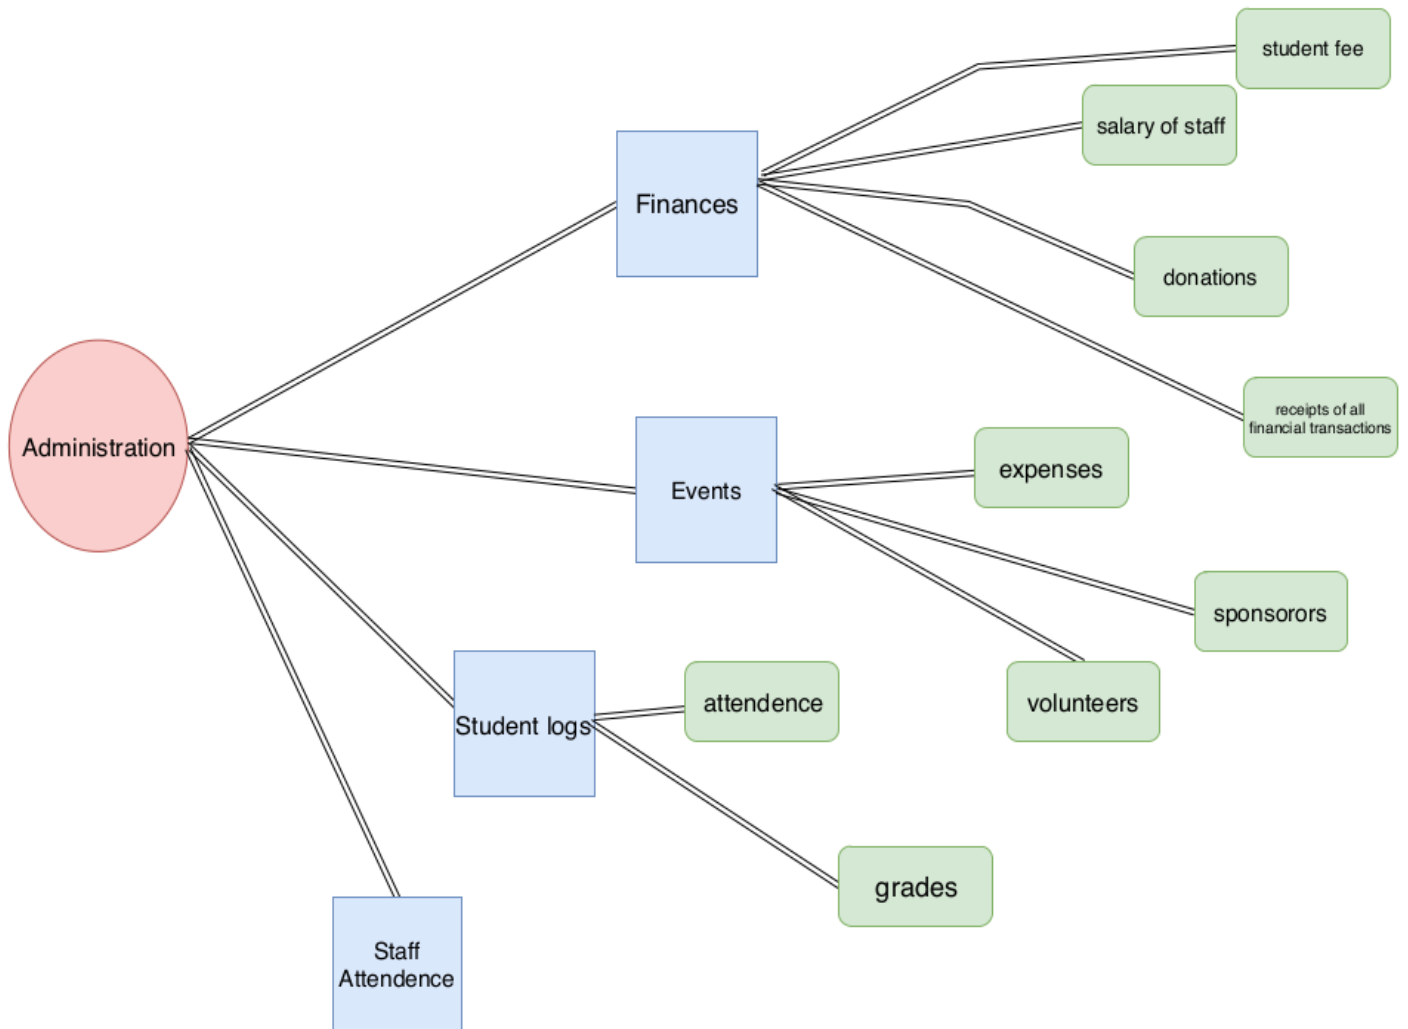 student fee
salary of staff
Finances
donations
receipts of all
financial transactions
Administration
Events
expenses
sponsorors
Student logs
attendence
volunteers
grades
Staff
Attendence